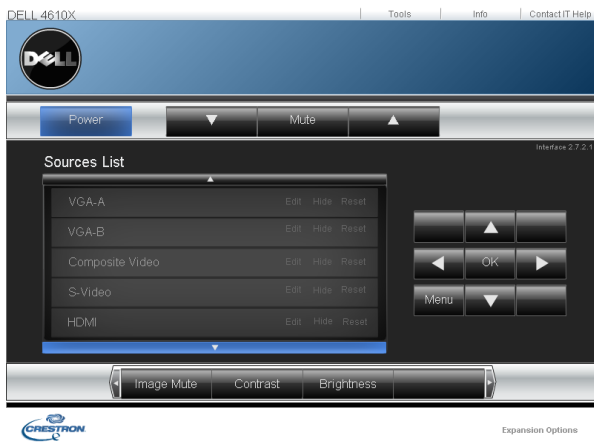 DELL 4610X
Tools Info Contact IT Help
DELL
Power Mute
Interface 2.7.2.1
Sources List
VGA-A Edit Hide Reset
VGA-B Edit Hide Reset
Composite Video Edit Hide Reset
S-Video Edit Hide Reset
HDMI Edit Hide Reset
OK
Menu
Image Mute Contrast Brightness
CRESTRON.
Expansion Options